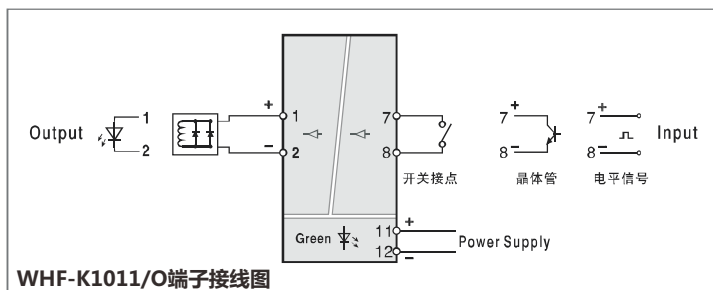 Output
1
2
+
1
−
2
7
8
开关接点
7 +
8 −
晶体管
7 +
8 −
电平信号
Input
Green
11 +
12 −
Power Supply
WHF-K1011/O端子接线图